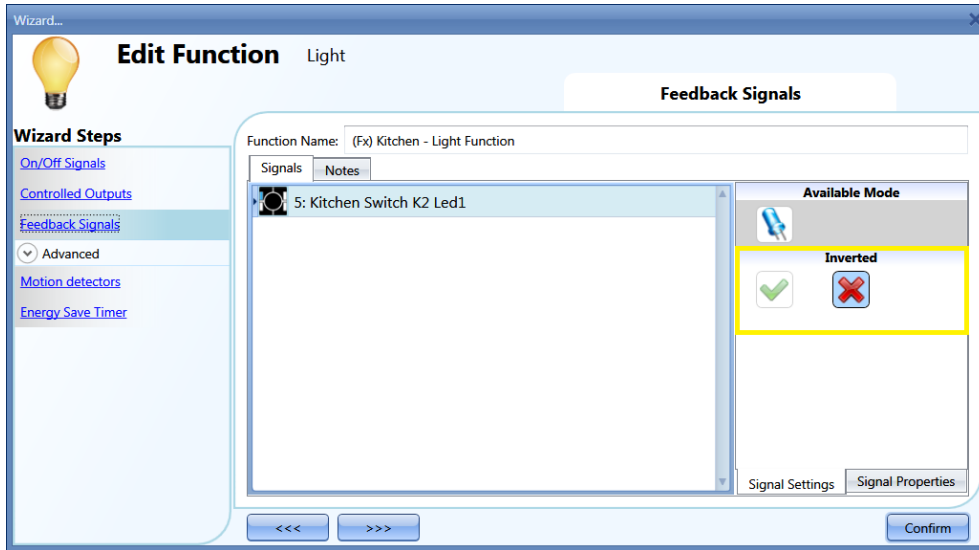 Wizard...
Edit Function Light
Feedback Signals
Wizard Steps
On/Off Signals
Controlled Outputs
Feedback Signals
Advanced
Motion detectors
Energy Save Timer
Function Name: (Fx) Kitchen - Light Function
Signals Notes
5: Kitchen Switch K2 Led1
Available Mode
Inverted
Signal Settings Signal Properties
<<< >>> Confirm